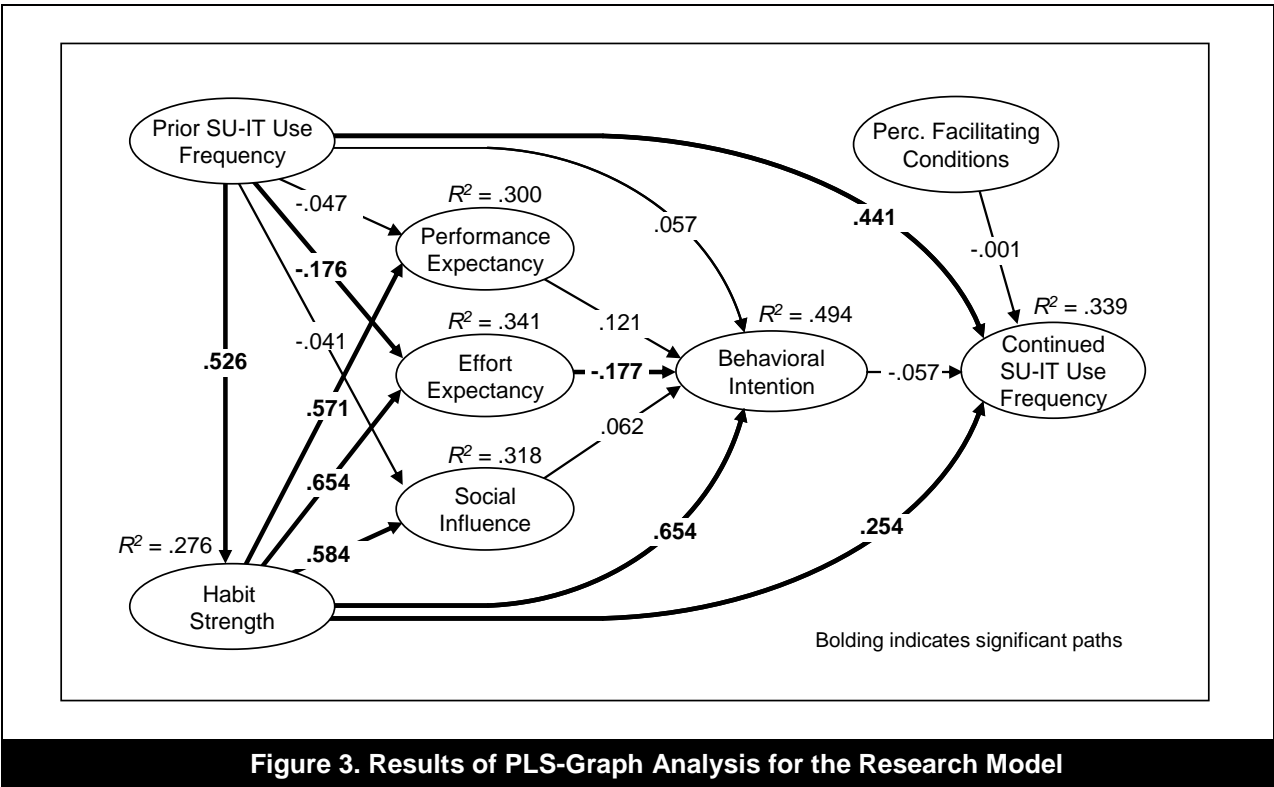 Prior SU-IT Use
Frequency
Perc. Facilitating
Conditions
-.047
R² = .300
.057
.441
Performance
Expectancy
-.001
-.176
.121
R² = .494
R² = .339
-.041
R² = .341
.526
Effort
Expectancy
-.177
Behavioral
Intention
-.057
Continued
SU-IT Use
Frequency
.571
.062
R² = .318
.654
Social
Influence
.654
.254
R² = .276
.584
Habit
Strength
Bolding indicates significant paths
Figure 3. Results of PLS-Graph Analysis for the Research Model